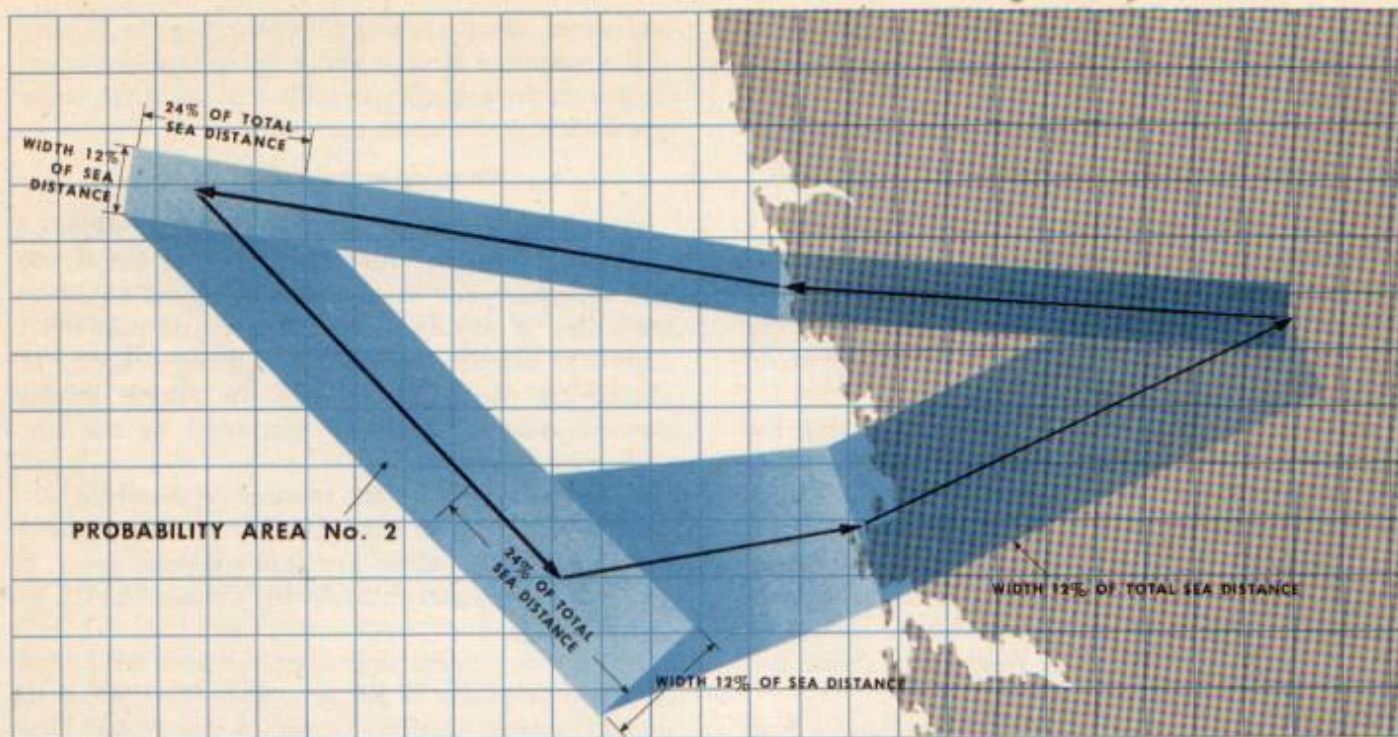 24% OF TOTAL
SEA DISTANCE
WIDTH 12%
OF SEA
DISTANCE
PROBABILITY AREA No. 2
24% OF TOTAL
SEA DISTANCE
WIDTH 12% OF TOTAL SEA DISTANCE
WIDTH 12% OF SEA DISTANCE